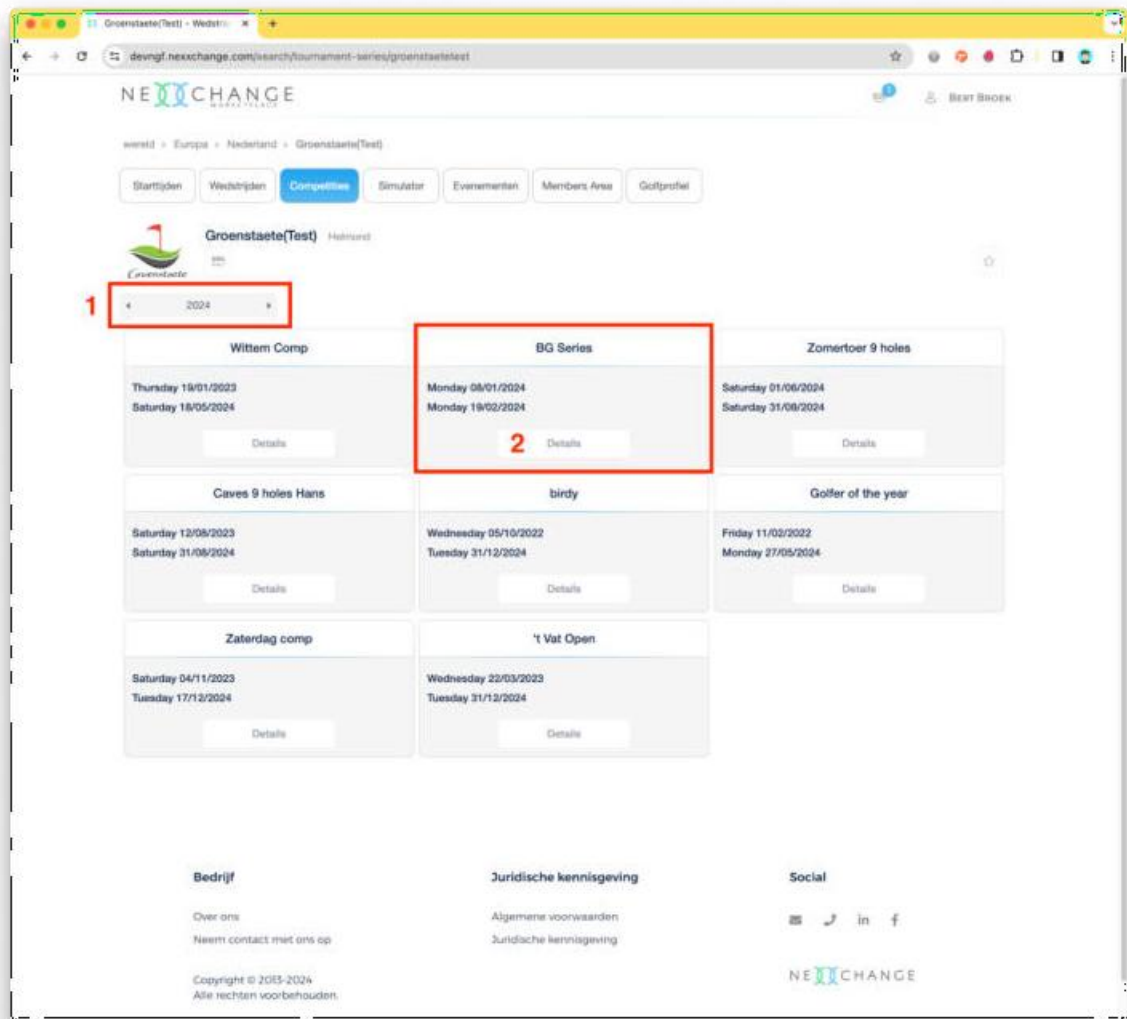 Groenstaete(Test) - Wedstri
devngf.nexxchange.com/search/tournament-series/groenstaetetest
NEXXCHANGE
MARKETPLACE
1
BERT BROEK
wereld > Europa > Nederland > Groenstaete(Test)
Starttijden Wedstrijden Competities Simulator Evenementen Members Area Golfprofiel
Groenstaete(Test) Helmond
Groenstaete
1 2024
Wittem Comp
Thursday 19/01/2023
Saturday 18/05/2024
Details
BG Series
Monday 08/01/2024
Monday 19/02/2024
2 Details
Zomertoer 9 holes
Saturday 01/06/2024
Saturday 31/08/2024
Details
Caves 9 holes Hans
Saturday 12/08/2023
Saturday 31/08/2024
Details
birdy
Wednesday 05/10/2022
Tuesday 31/12/2024
Details
Golfer of the year
Friday 11/02/2022
Monday 27/05/2024
Details
Zaterdag comp
Saturday 04/11/2023
Tuesday 17/12/2024
Details
't Vat Open
Wednesday 22/03/2023
Tuesday 31/12/2024
Details
Bedrijf
Over ons
Neem contact met ons op
Copyright © 2013-2024
Alle rechten voorbehouden.
Juridische kennisgeving
Algemene voorwaarden
Juridische kennisgeving
Social
in f
NEXXCHANGE